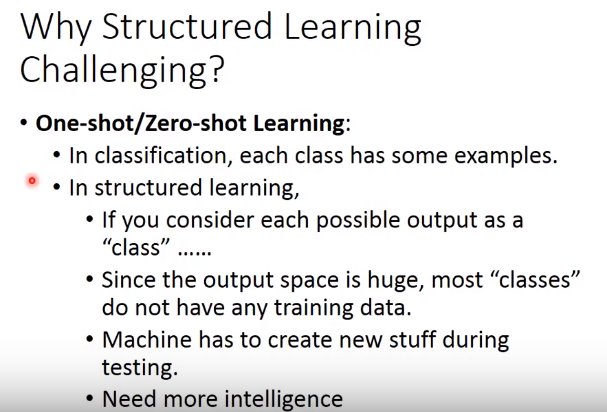 Why Structured Learning
Challenging?
• One-shot/Zero-shot Learning:
• In classification, each class has some examples.
• In structured learning,
• If you consider each possible output as a
“class” ......
• Since the output space is huge, most “classes”
do not have any training data.
• Machine has to create new stuff during
testing.
• Need more intelligence